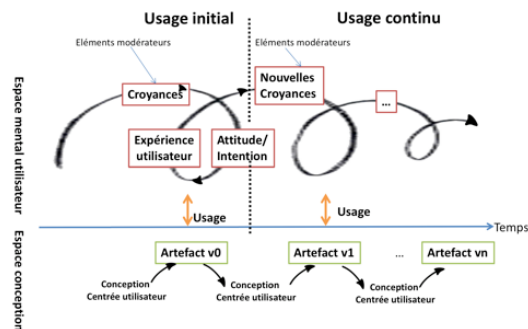 Usage initial
Usage continu
Eléments modérateurs
Eléments modérateurs
Croyances
Nouvelles
Croyances
...
Expérience
utilisateur
Attitude/
Intention
Espace mental utilisateur
Usage
Usage
Temps
Espace conception
Artefact v0
Artefact v1
...
Artefact vn
Conception
Centrée utilisateur
Conception
Centrée utilisateur
Conception
Centrée utilisateur